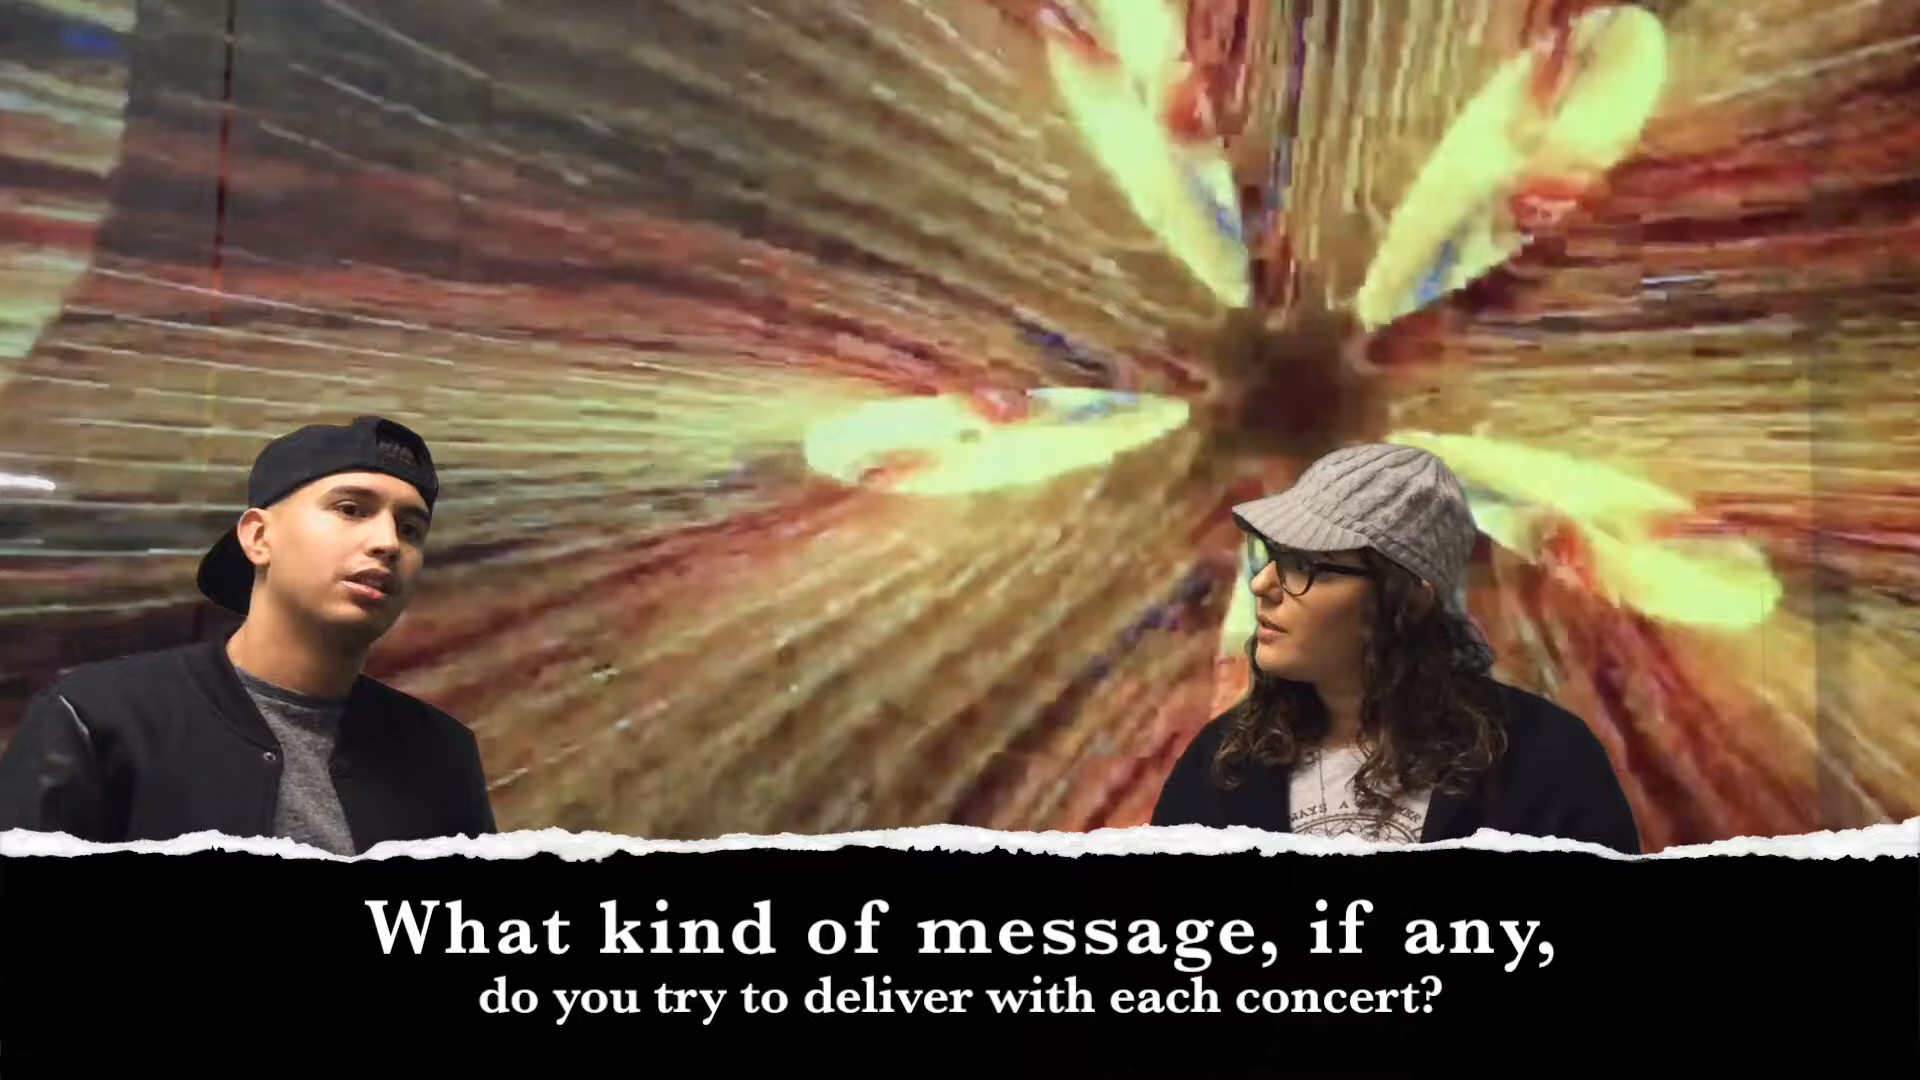 What kind of message, if any,
do you try to deliver with each concert?